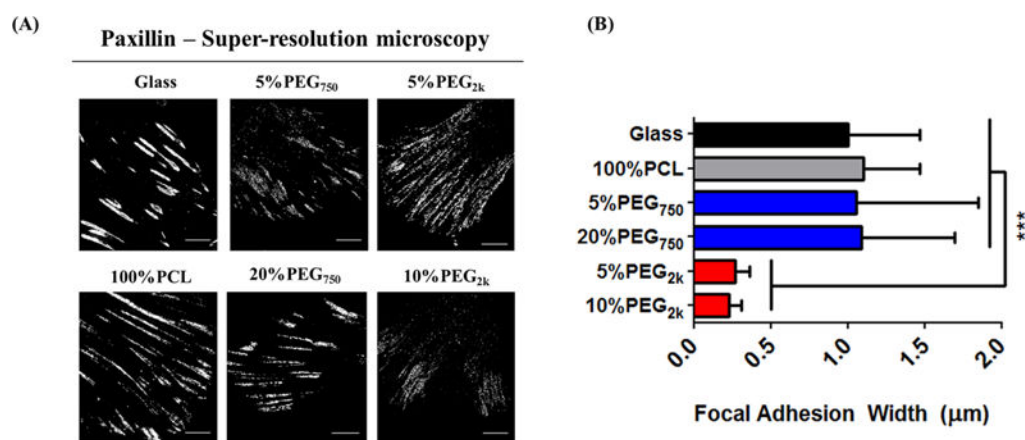 (A)
Paxillin – Super-resolution microscopy
Glass
5%PEG750
5%PEG2k
100%PCL
20%PEG750
10%PEG2k
(B)
Glass
100%PCL
5%PEG750
20%PEG750
5%PEG2k
10%PEG2k
***
0.0
0.5
1.0
1.5
2.0
Focal Adhesion Width (μm)